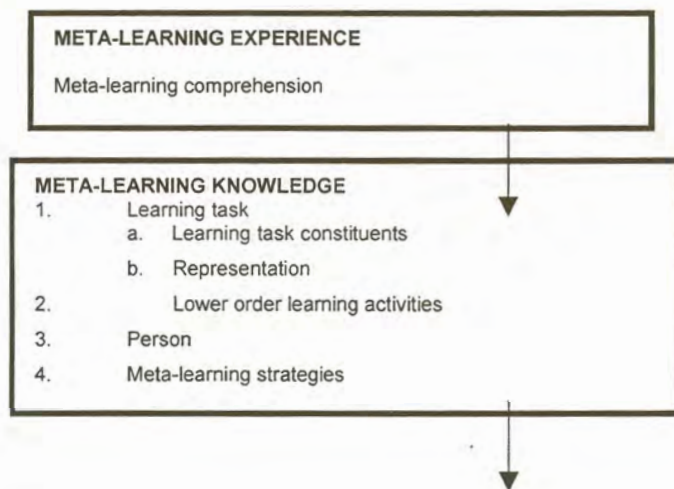 META-LEARNING EXPERIENCE
Meta-learning comprehension
META-LEARNING KNOWLEDGE
1. Learning task
a. Learning task constituents
b. Representation
2. Lower order learning activities
3. Person
4. Meta-learning strategies